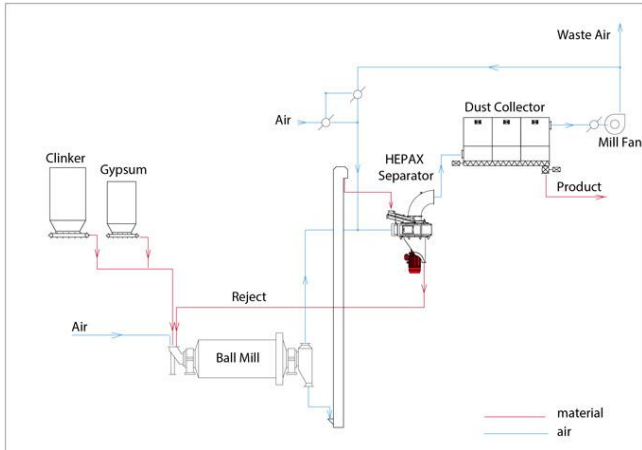 Waste Air
Air
Dust Collector
Mill Fan
HEPAX
Separator
Clinker
Gypsum
Product
Reject
Air
Ball Mill
material
air